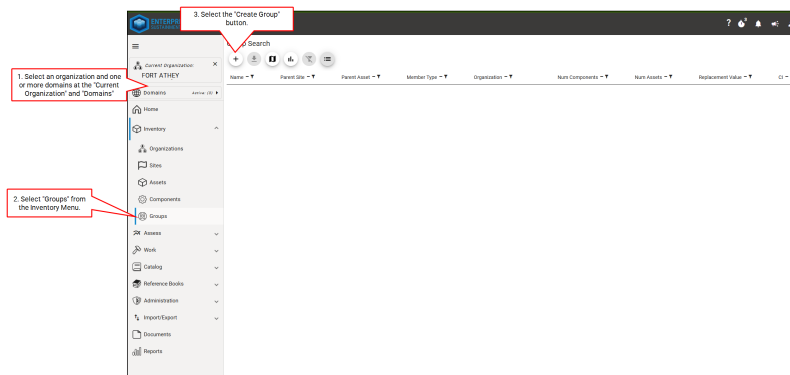 3. Select the "Create Group"
button.
ENTERPRI
Search
Current Organization:
FORT ATHEY
1. Select an organization and one
or more domains at the "Current
Organization" and "Domains"
Name
Parent Site
Parent Asset
Member Type
Organization
Num Components
Num Assets
Replacement Value
CI
Domains
Home
Inventory
Organizations
Sites
Assets
Components
2. Select "Groups" from
the Inventory Menu.
Groups
Assess
Work
Catalog
Reference Books
Administration
Import/Export
Documents
Reports